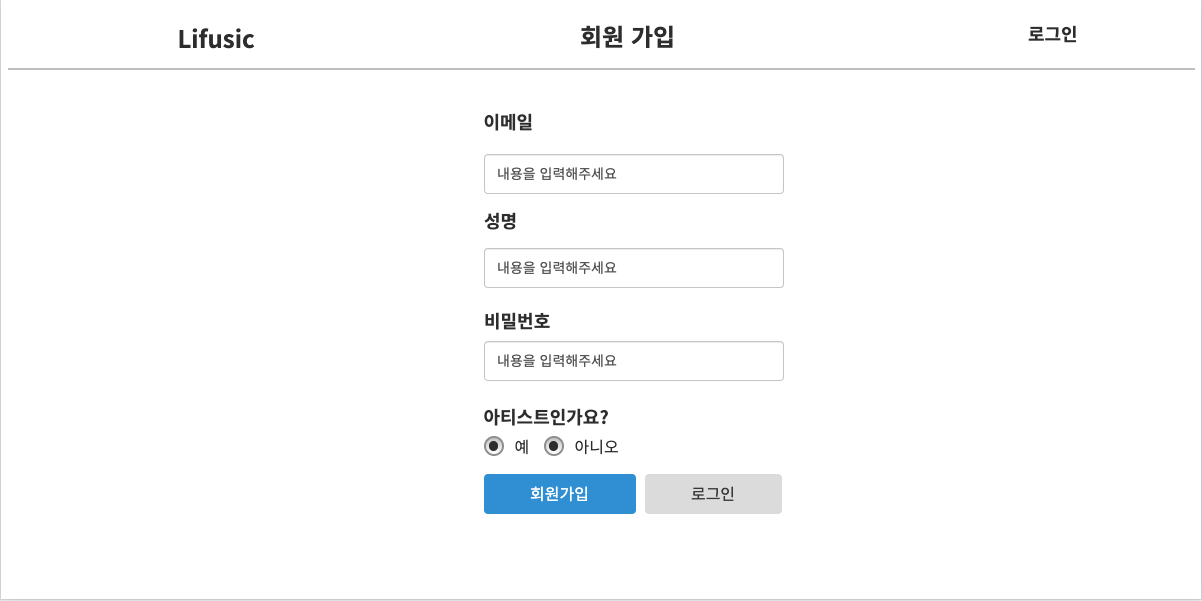 Lifusic 회원 가입 로그인
이메일
내용을 입력해주세요
성명
내용을 입력해주세요
비밀번호
내용을 입력해주세요
아티스트인가요?
예 아니오
회원가입 로그인